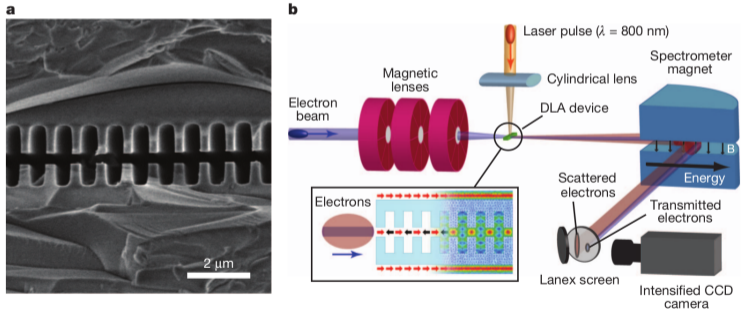 a
2 μm
b
Laser pulse (λ = 800 nm)
Spectrometer
magnet
Magnetic
lenses
Cylindrical lens
Electron
beam
DLA device
B
Energy
Scattered
electrons
Transmitted
electrons
Electrons
Lanex screen
Intensified CCD
camera